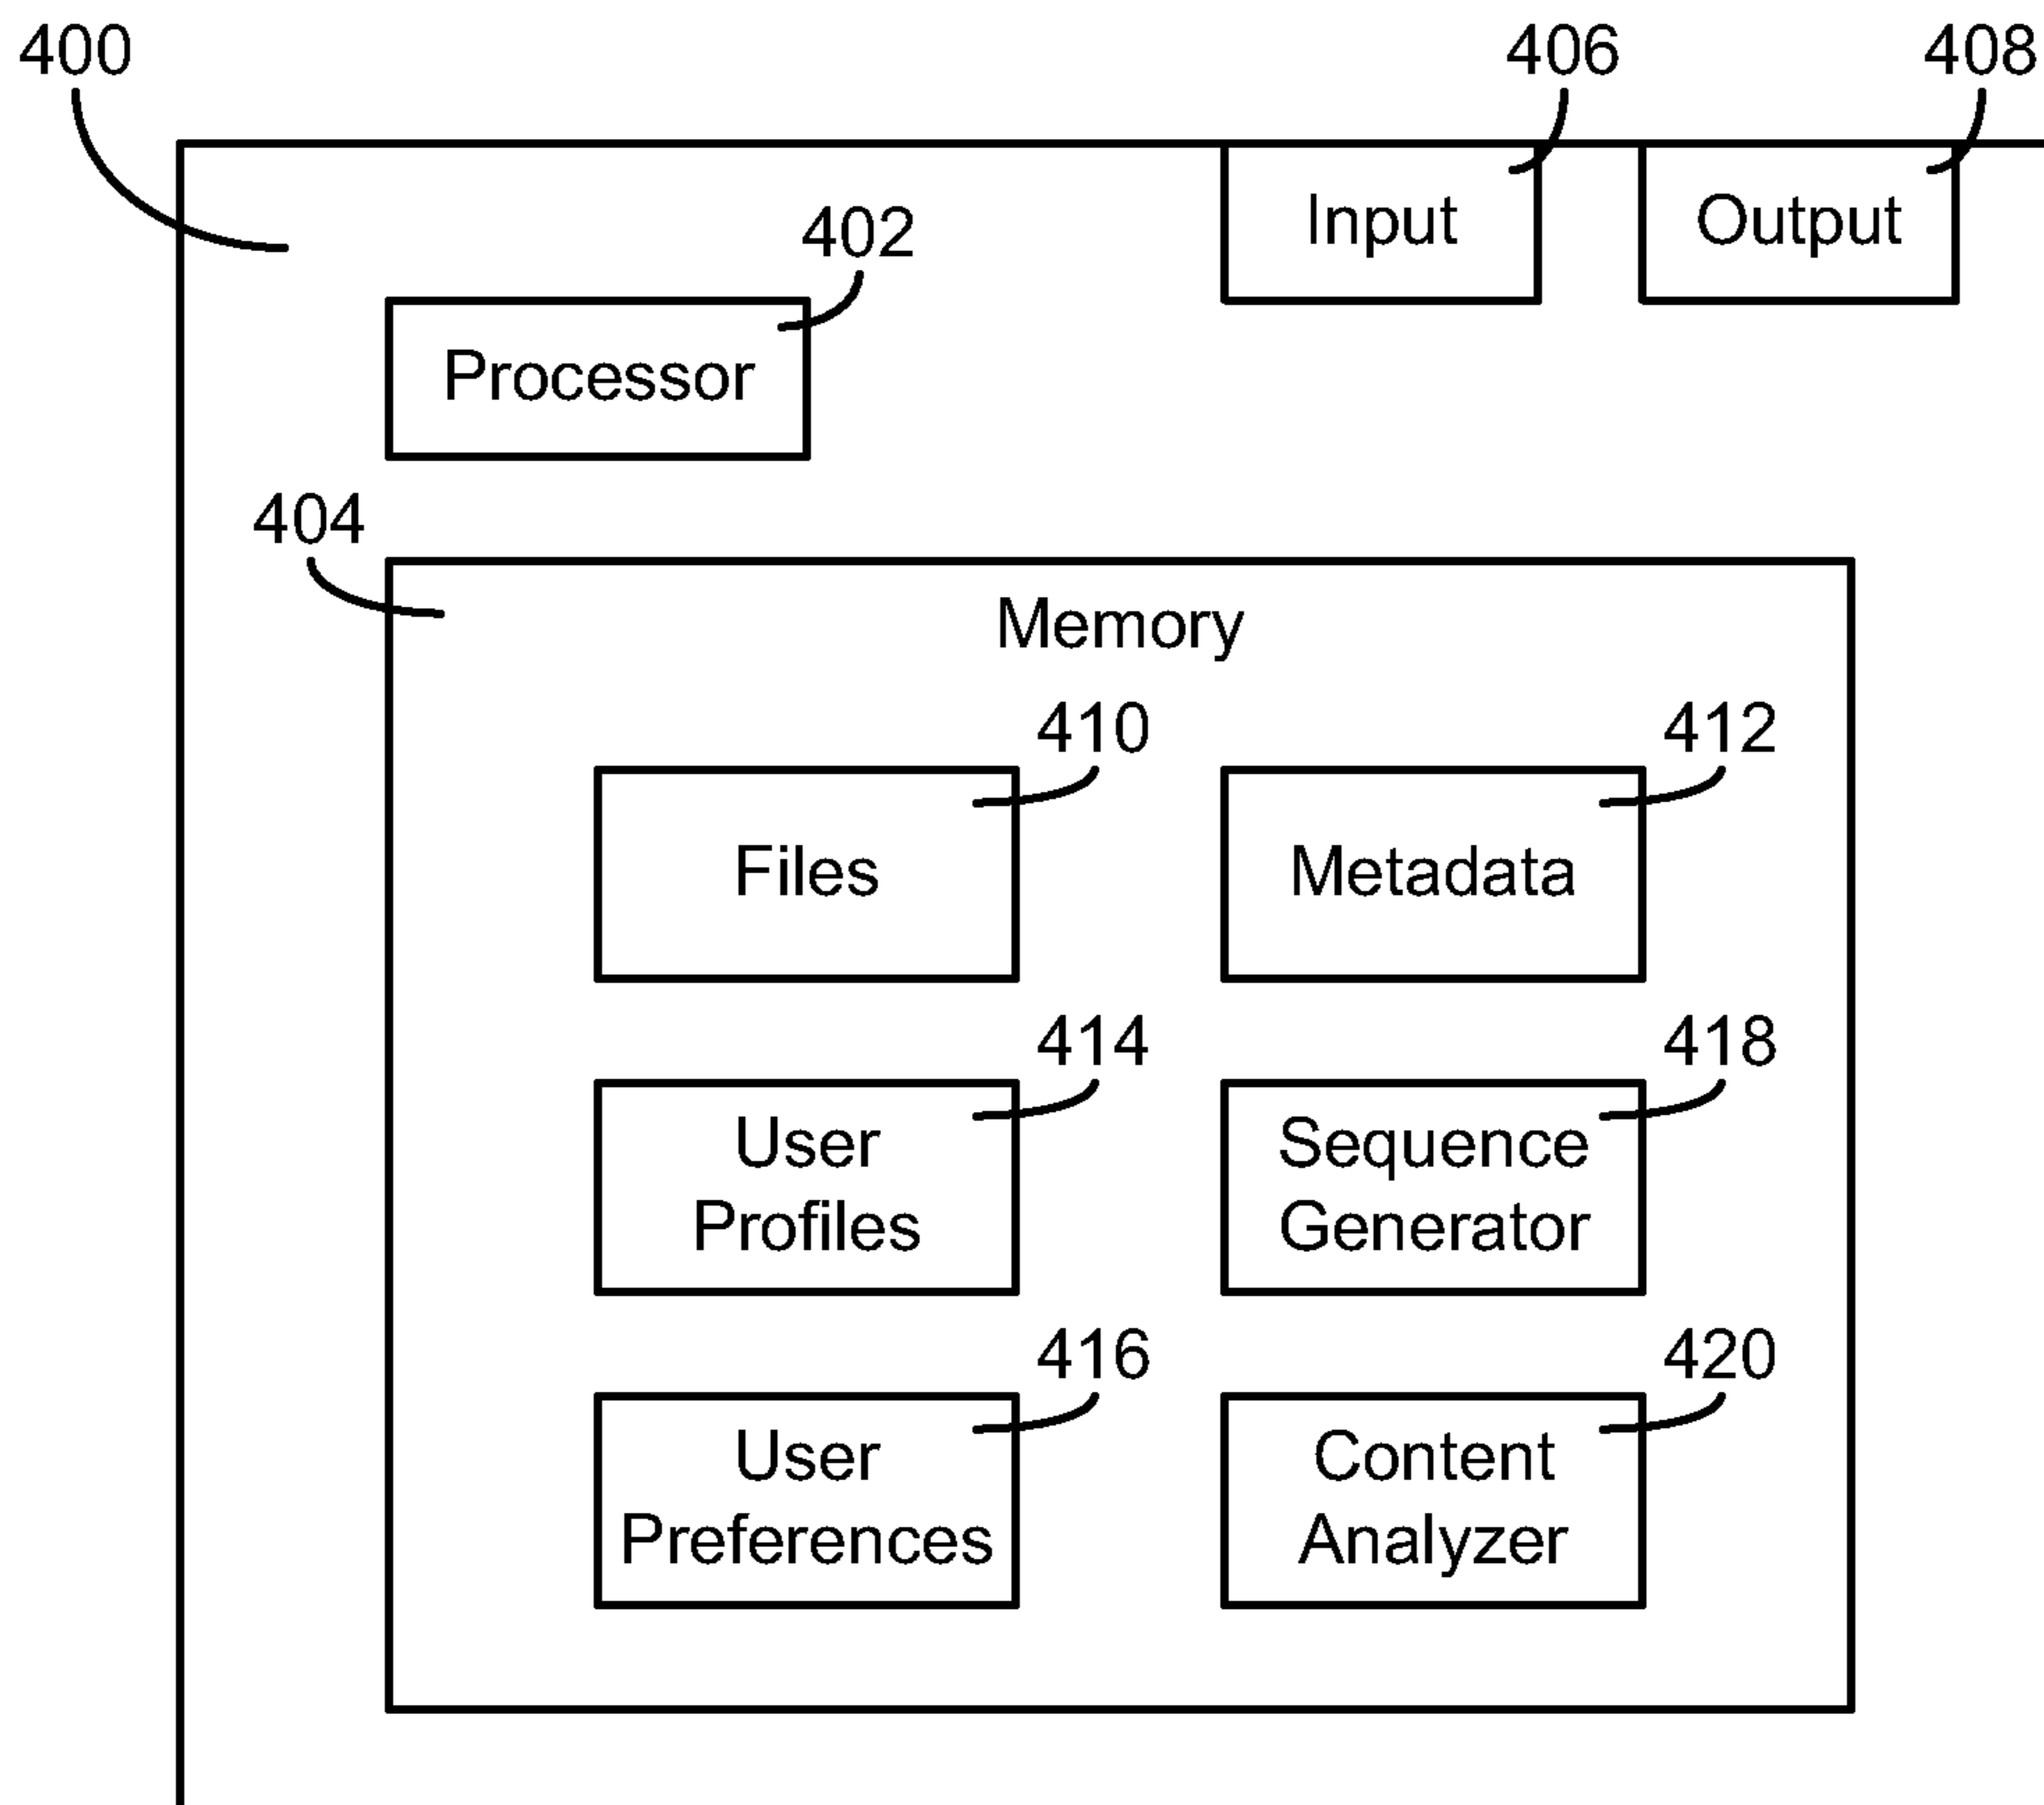 400
406
408
Input
Output
402
Processor
404
Memory
410
412
Files
Metadata
414
418
User
Profiles
Sequence
Generator
416
420
User
Preferences
Content
Analyzer